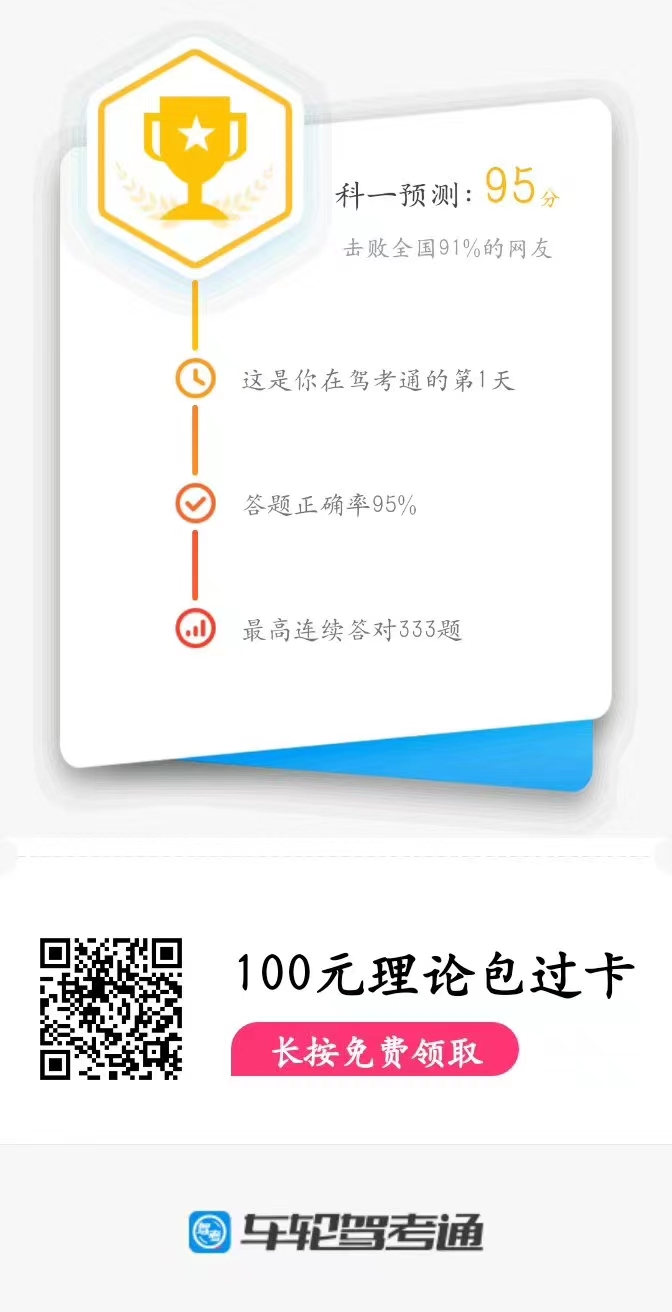 科一预测：95分
击败全国91%的网友
这是你在驾考通的第1天
答题正确率95%
最高连续答对333题
100元理论包过卡
长按免费领取
驾考 车轮驾考通